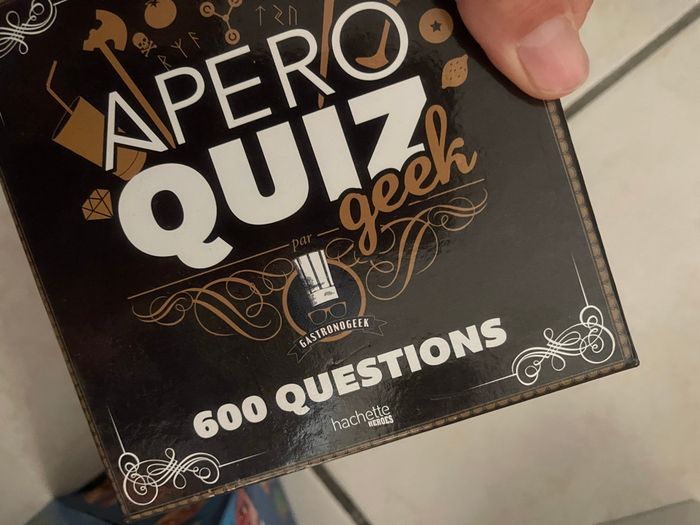 APERO
QUIZ
geek
par
GASTRONOGEEK
600 QUESTIONS
hachette
HEROES